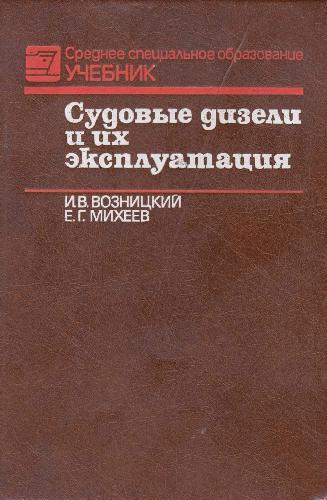 Среднее специальное образование
УЧЕБНИК
Судовые дизели
и их
эксплуатация
И.В. ВОЗНИЦКИЙ
Е.Г. МИХЕЕВ